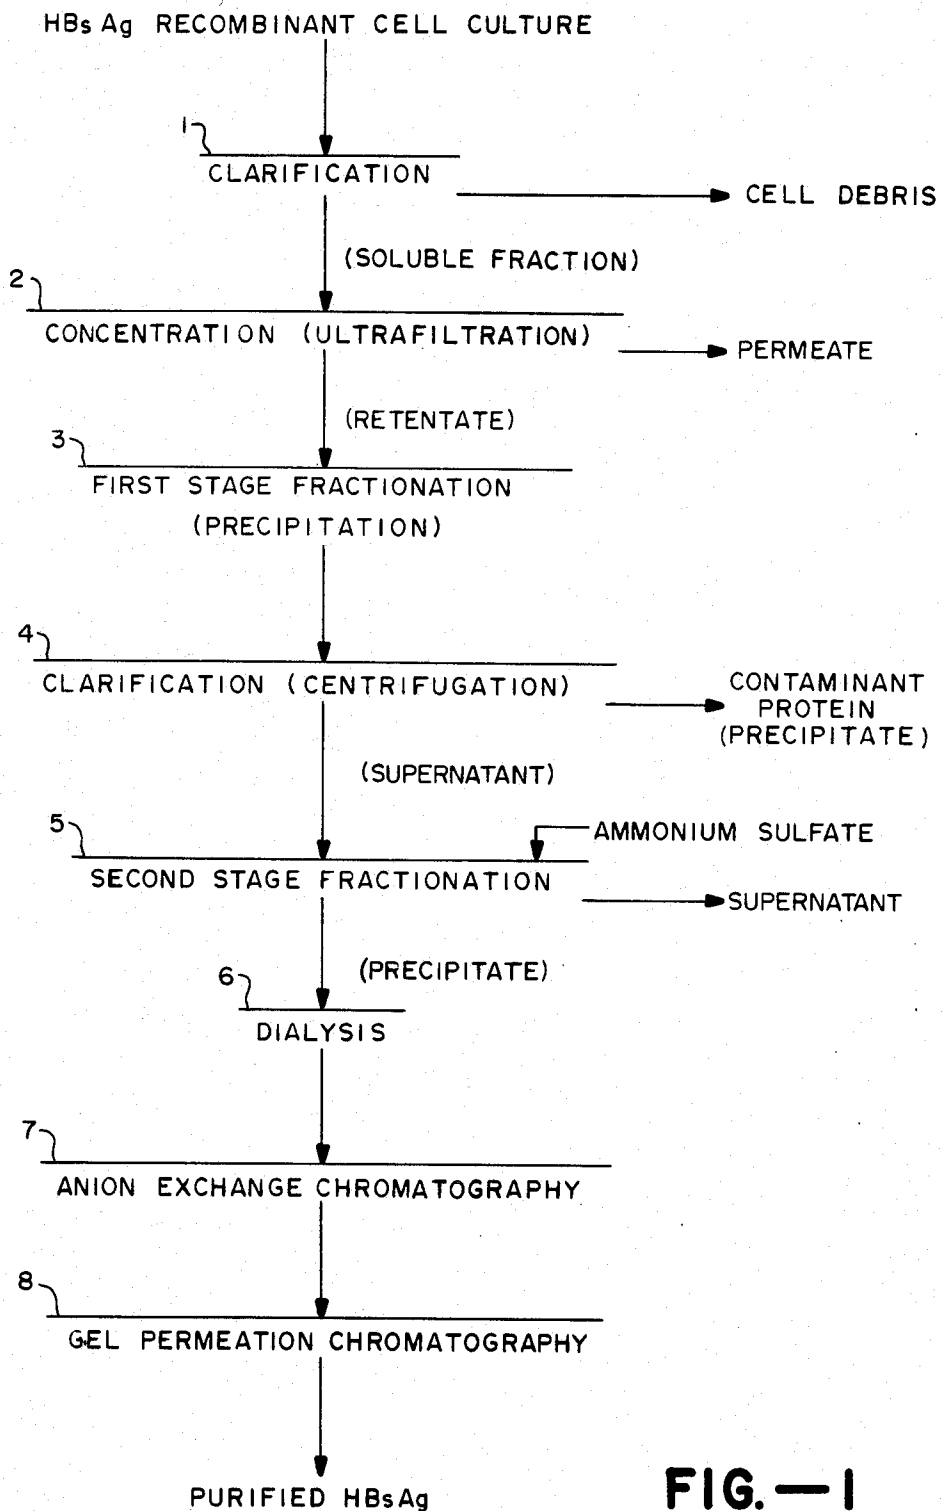 HBsAg RECOMBINANT CELL CULTURE
1
CLARIFICATION
CELL DEBRIS
(SOLUBLE FRACTION)
2
CONCENTRATION (ULTRAFILTRATION)
PERMEATE
(RETENTATE)
3
FIRST STAGE FRACTIONATION
(PRECIPITATION)
4
CLARIFICATION (CENTRIFUGATION)
CONTAMINANT
PROTEIN
(PRECIPITATE)
(SUPERNATANT)
5
AMMONIUM SULFATE
SECOND STAGE FRACTIONATION
SUPERNATANT
(PRECIPITATE)
6
DIALYSIS
7
ANION EXCHANGE CHROMATOGRAPHY
8
GEL PERMEATION CHROMATOGRAPHY
PURIFIED HBsAg
FIG.—1